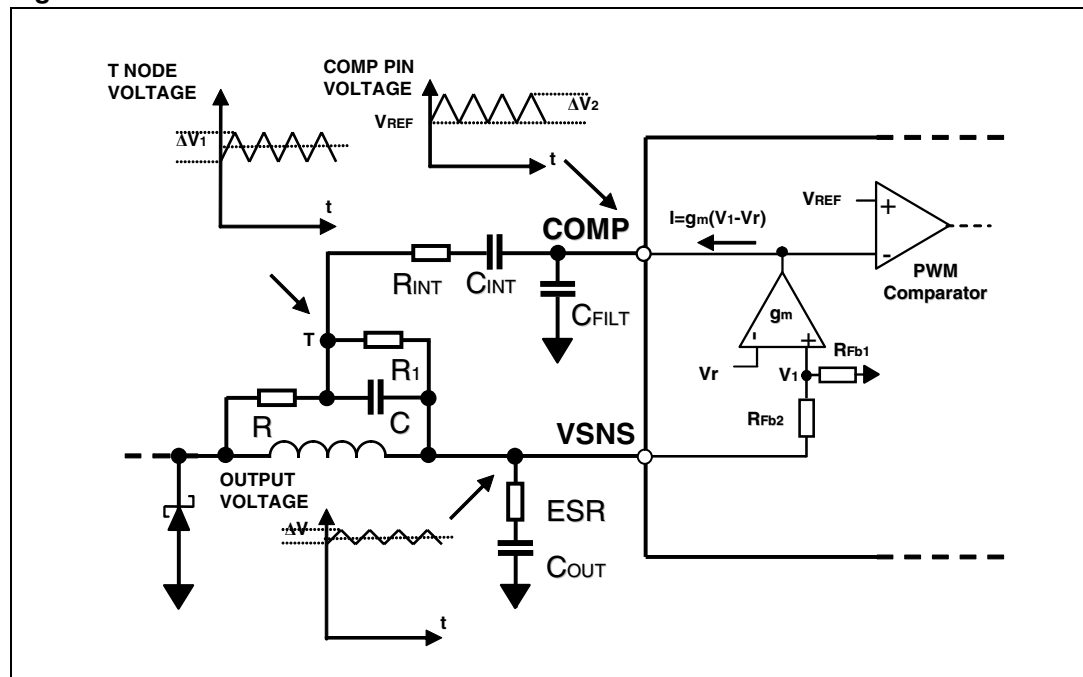 T NODE
VOLTAGE
ΔV1
t
COMP PIN
VOLTAGE
VREF
ΔV2
t
COMP
I=gm(V1-Vr)
VREF
+
-
PWM
Comparator
RINT
CINT
CFILT
gm
-
+
Vr
V1
RFb1
RFb2
T
R1
R
C
VSNS
OUTPUT
VOLTAGE
ΔV
t
ESR
COUT